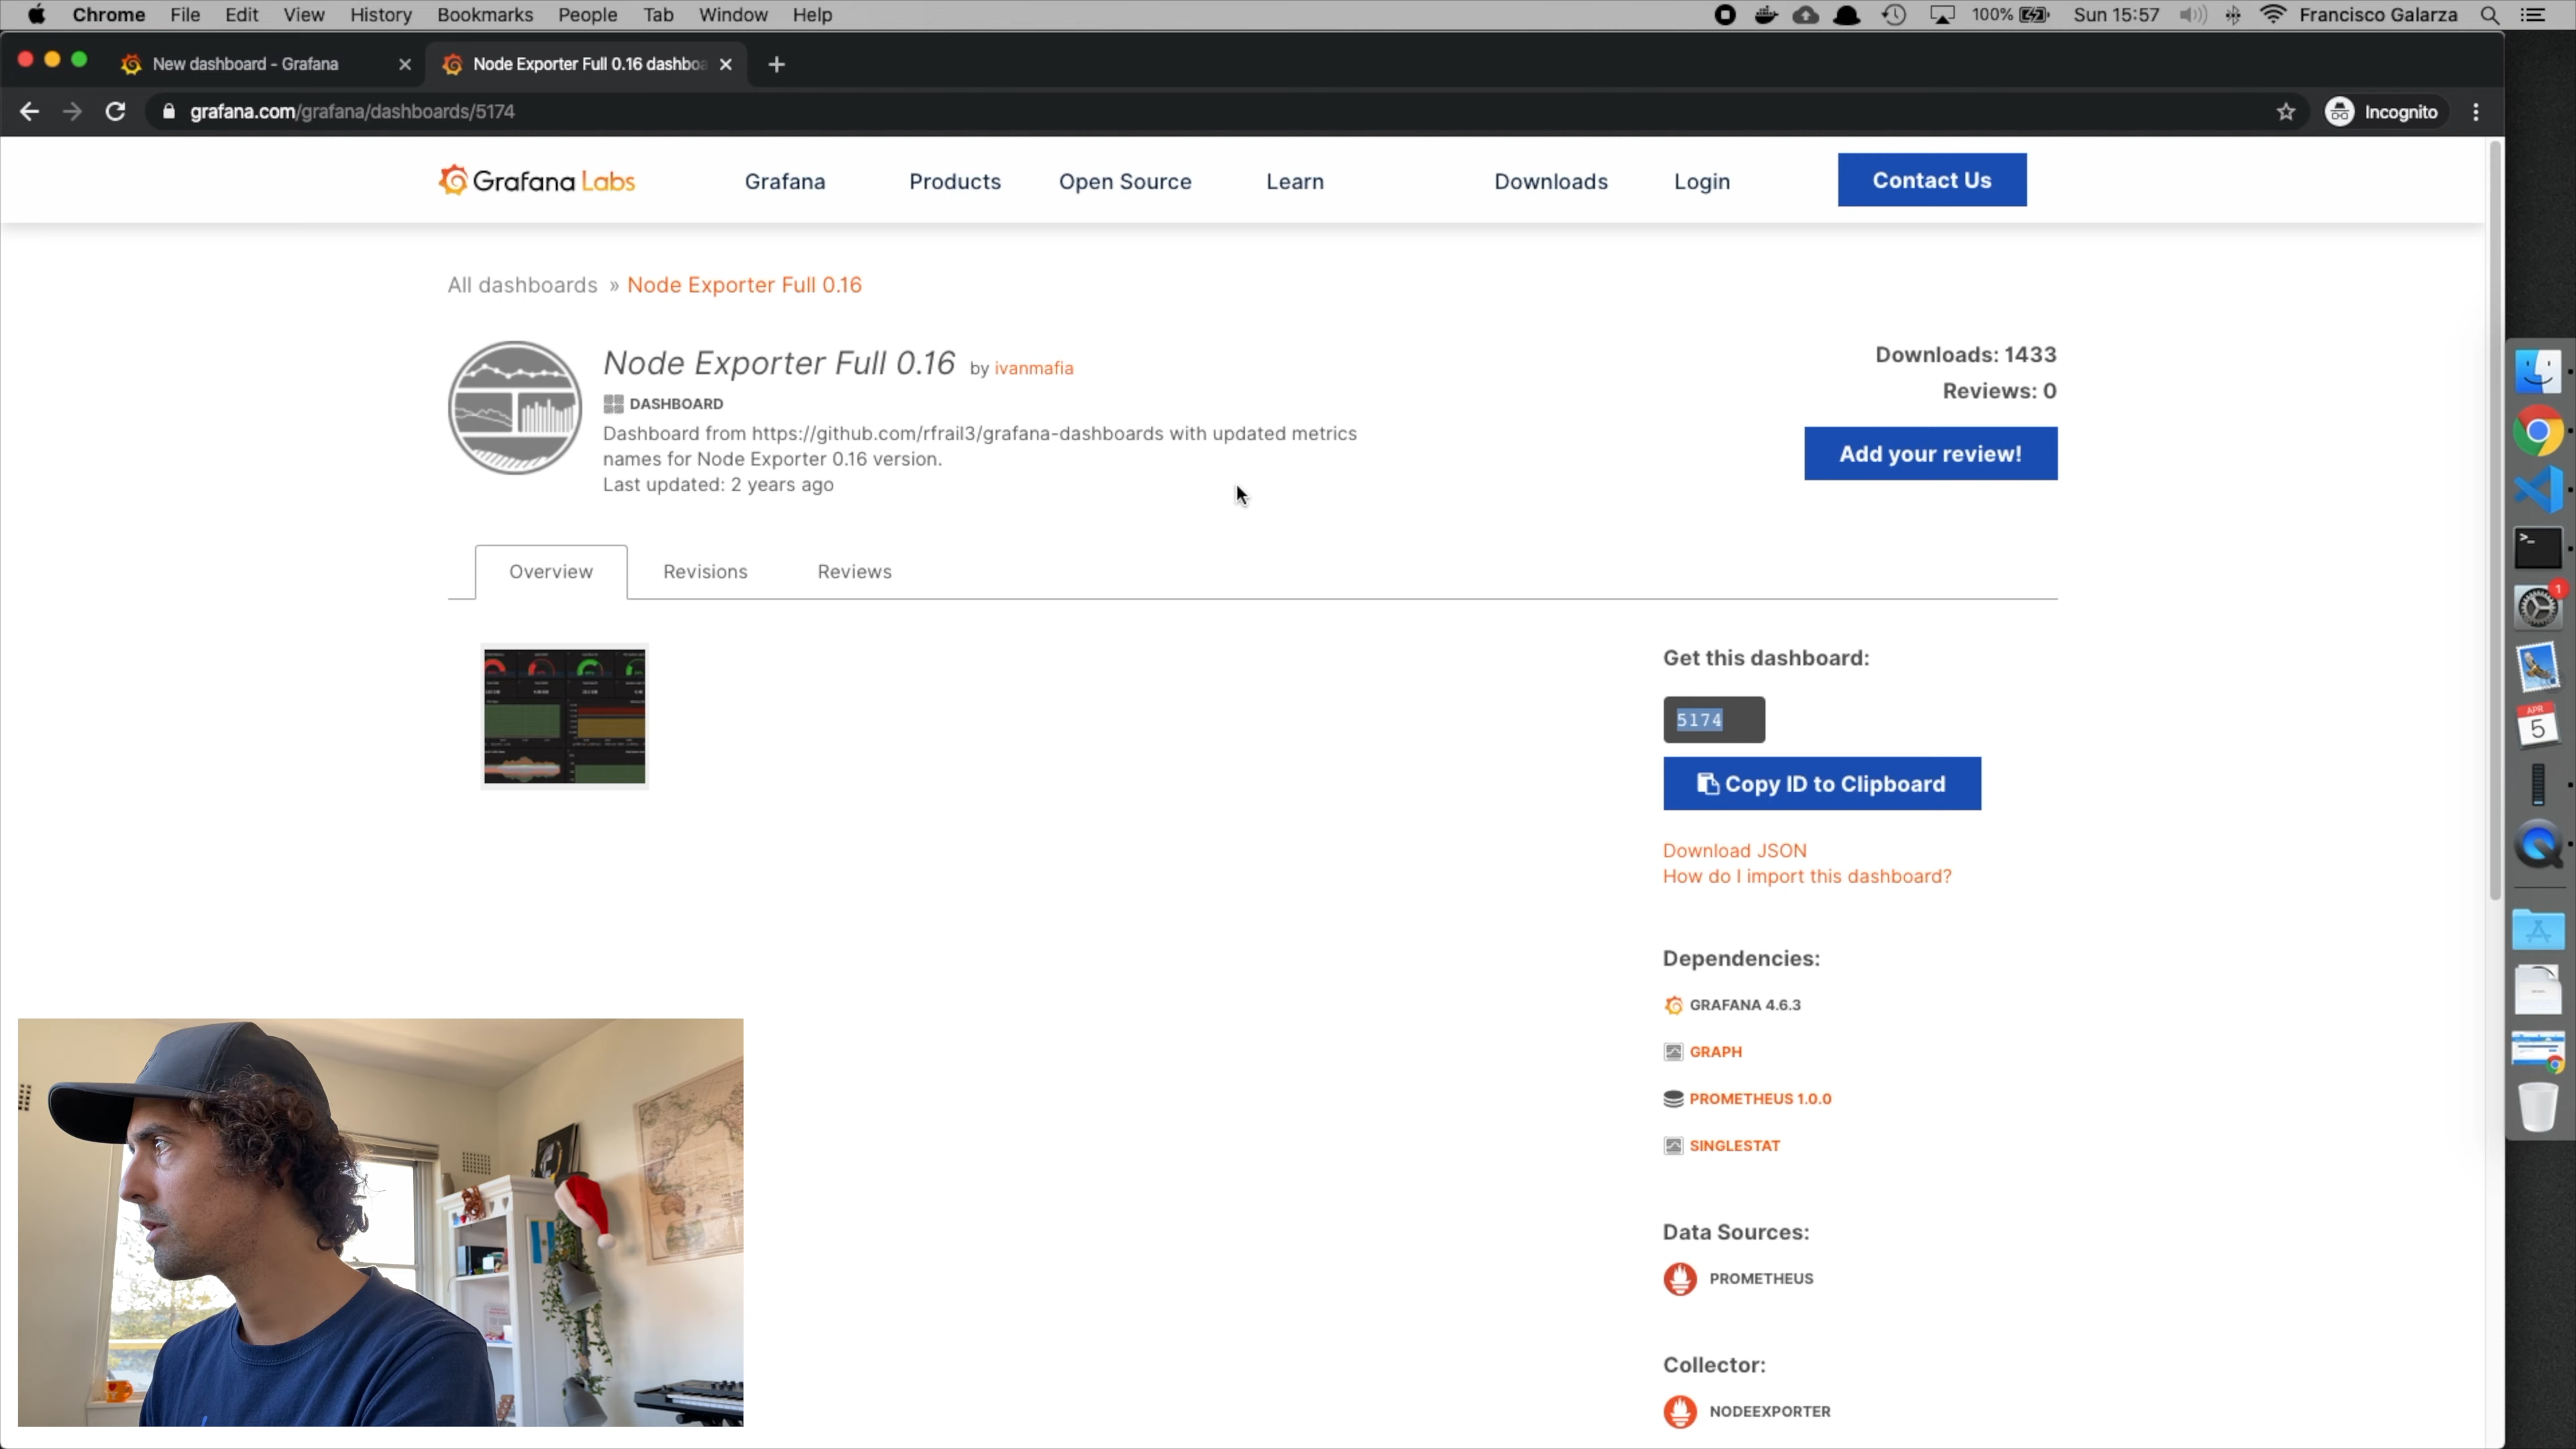 Chrome File Edit View History Bookmarks People Tab Window Help
100% Sun 15:57 Francisco Galarza
New dashboard - Grafana
Node Exporter Full 0.16 dashboa
grafana.com/grafana/dashboards/5174
Incognito
Grafana Labs
Grafana Products Open Source Learn Downloads Login Contact Us
All dashboards » Node Exporter Full 0.16
Node Exporter Full 0.16 by ivanmafia
DASHBOARD
Dashboard from https://github.com/rfrail3/grafana-dashboards with updated metrics
names for Node Exporter 0.16 version.
Last updated: 2 years ago
Downloads: 1433
Reviews: 0
Add your review!
Overview Revisions Reviews
Get this dashboard:
5174
Copy ID to Clipboard
Download JSON
How do I import this dashboard?
Dependencies:
GRAFANA 4.6.3
GRAPH
PROMETHEUS 1.0.0
SINGLESTAT
Data Sources:
PROMETHEUS
Collector:
NODEEXPORTER
1
APR
5